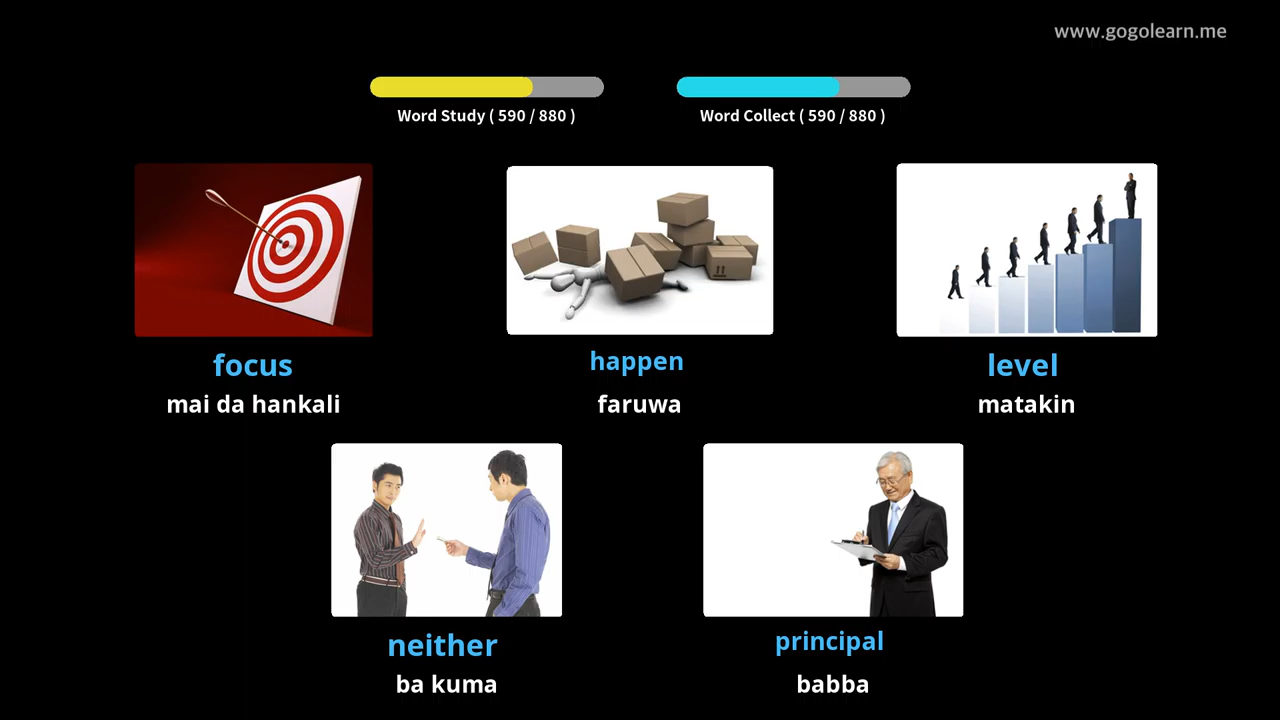 www.gogolearn.me
Word Study ( 590 / 880 )
Word Collect ( 590 / 880 )
focus
mai da hankali
happen
faruwa
level
matakin
neither
ba kuma
principal
babba